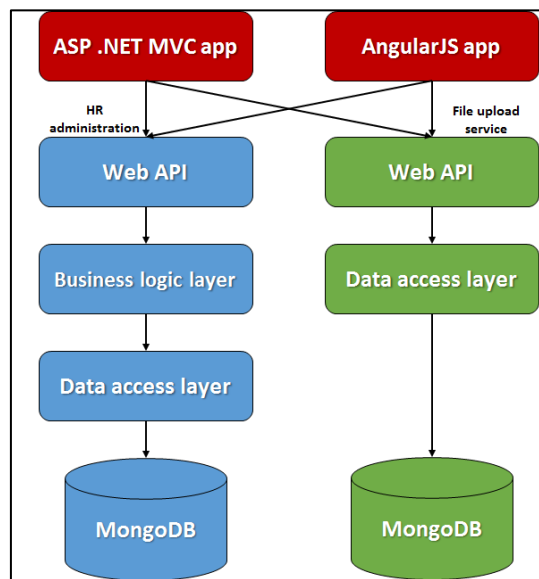 ASP .NET MVC app
AngularJS app
HR
administration
File upload
service
Web API
Web API
Business logic layer
Data access layer
Data access layer
MongoDB
MongoDB